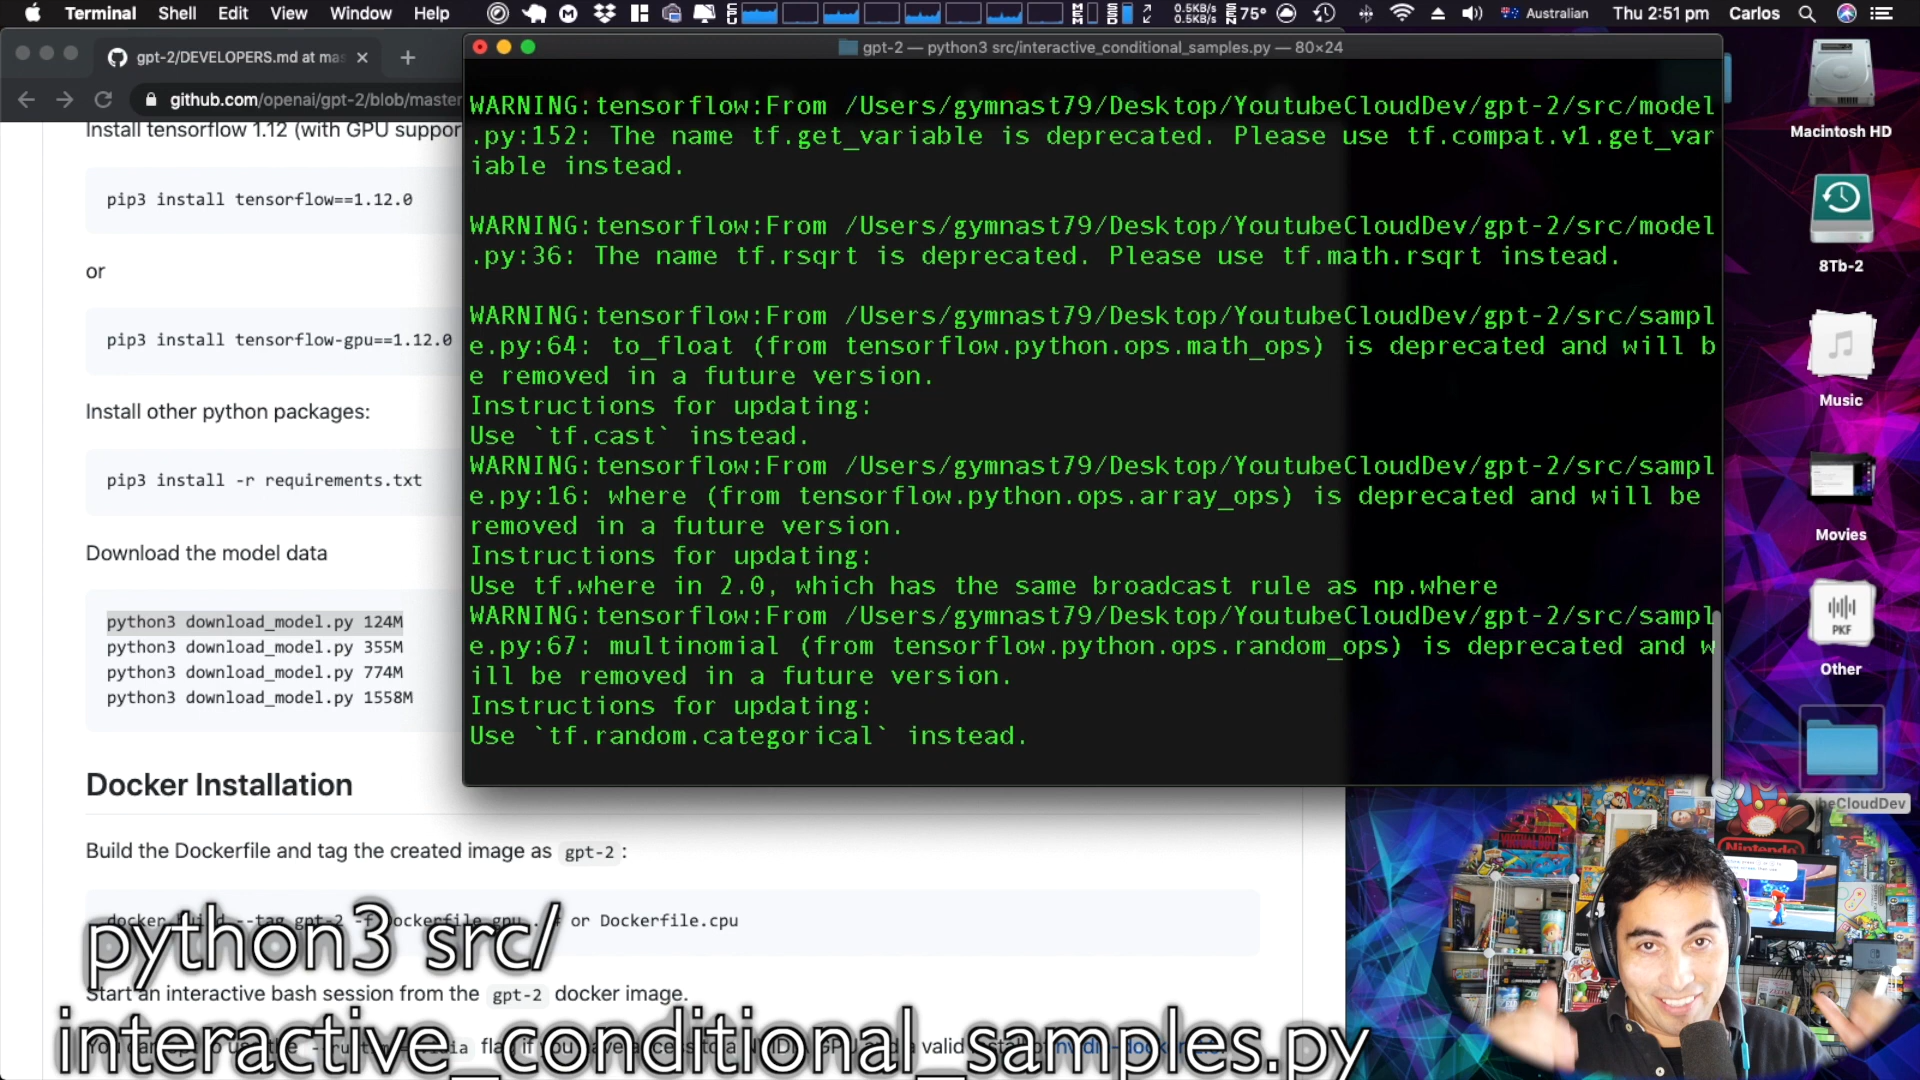 Terminal Shell Edit View Window Help
0.5KB/s
0.5KB/s
75° Australian Thu 2:51 pm Carlos
gpt-2/DEVELOPERS.md at mas
github.com/openai/gpt-2/blob/master
Install tensorflow 1.12 (with GPU suppor
pip3 install tensorflow==1.12.0
or
pip3 install tensorflow-gpu==1.12.0
Install other python packages:
pip3 install -r requirements.txt
Download the model data
python3 download_model.py 124M
python3 download_model.py 355M
python3 download_model.py 774M
python3 download_model.py 1558M
Docker Installation
Build the Dockerfile and tag the created image as gpt-2 :
or Dockerfile.cpu
Start an interactive bash session from the gpt-2 docker image.
gpt-2 — python3 src/interactive_conditional_samples.py — 80×24
WARNING:tensorflow:From /Users/gymnast79/Desktop/YoutubeCloudDev/gpt-2/src/model
.py:152: The name tf.get_variable is deprecated. Please use tf.compat.v1.get_var
iable instead.
WARNING:tensorflow:From /Users/gymnast79/Desktop/YoutubeCloudDev/gpt-2/src/model
.py:36: The name tf.rsqrt is deprecated. Please use tf.math.rsqrt instead.
WARNING:tensorflow:From /Users/gymnast79/Desktop/YoutubeCloudDev/gpt-2/src/sampl
e.py:64: to_float (from tensorflow.python.ops.math_ops) is deprecated and will b
e removed in a future version.
Instructions for updating:
Use `tf.cast` instead.
WARNING:tensorflow:From /Users/gymnast79/Desktop/YoutubeCloudDev/gpt-2/src/sampl
e.py:16: where (from tensorflow.python.ops.array_ops) is deprecated and will be
removed in a future version.
Instructions for updating:
Use tf.where in 2.0, which has the same broadcast rule as np.where
WARNING:tensorflow:From /Users/gymnast79/Desktop/YoutubeCloudDev/gpt-2/src/sampl
e.py:67: multinomial (from tensorflow.python.ops.random_ops) is deprecated and w
ill be removed in a future version.
Instructions for updating:
Use `tf.random.categorical` instead.
Macintosh HD
8Tb-2
Music
Movies
PKF
Other
beCloudDev
Nintendo
python3 src/
interactive_conditional_samples.py